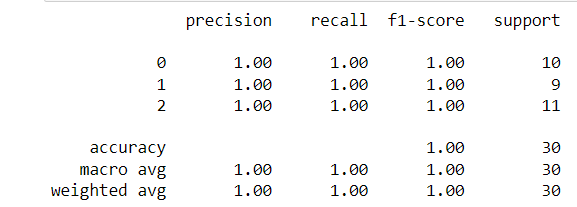 precision recall f1-score support
0 1.00 1.00 1.00 10
1 1.00 1.00 1.00 9
2 1.00 1.00 1.00 11
accuracy 1.00 30
macro avg 1.00 1.00 1.00 30
weighted avg 1.00 1.00 1.00 30